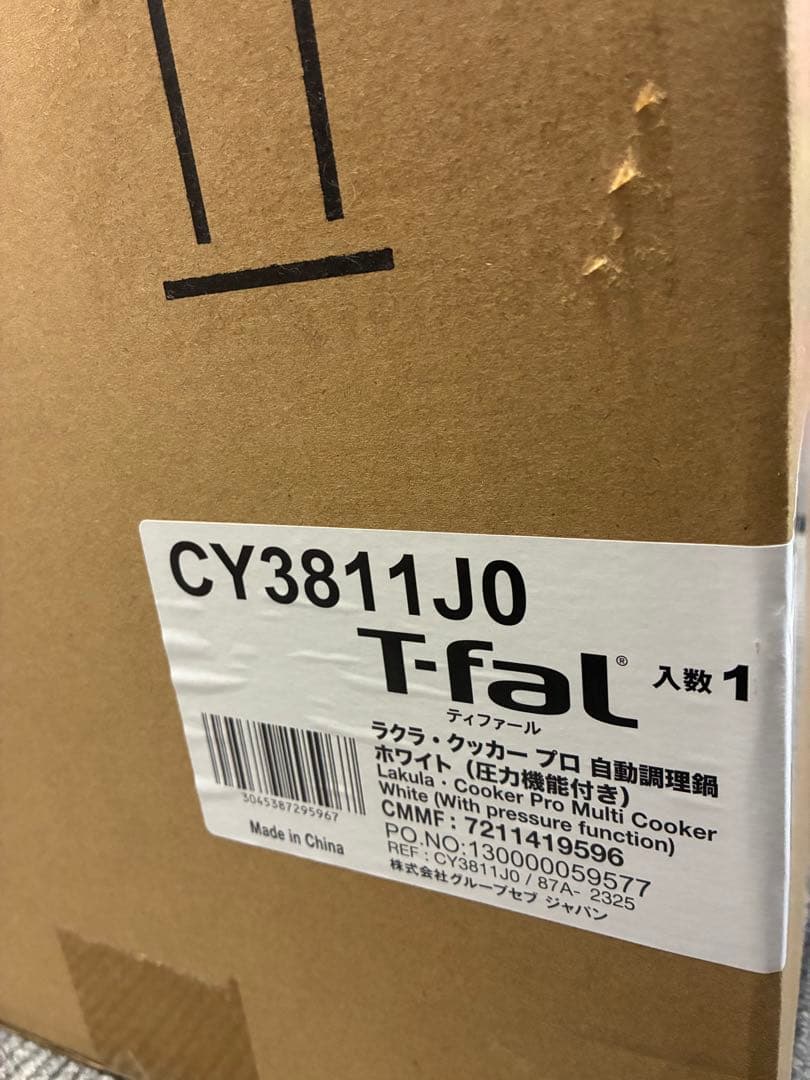 CY3811J0
T-fal® 入数 1
ティファール
ラクラ・クッカー プロ 自動調理鍋
ホワイト (圧力機能付き)
Lakula・Cooker Pro Multi Cooker
White (With pressure function)
CMMF : 7211419596
PO.NO:130000059577
REF : CY3811J0 / 87A- 2325
株式会社グループセブ ジャパン
3045387295967
Made in China